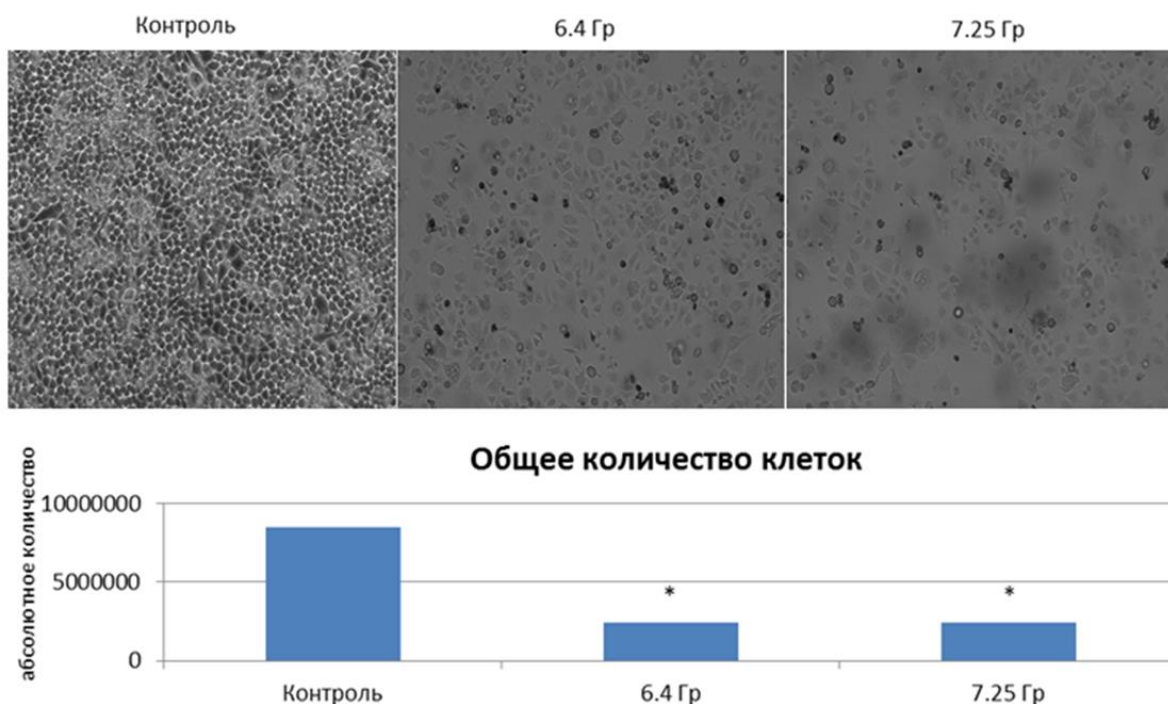 Контроль 6.4 Гр 7.25 Гр
Общее количество клеток
абсолютное количество
10000000
5000000
* *
0
Контроль 6.4 Гр 7.25 Гр